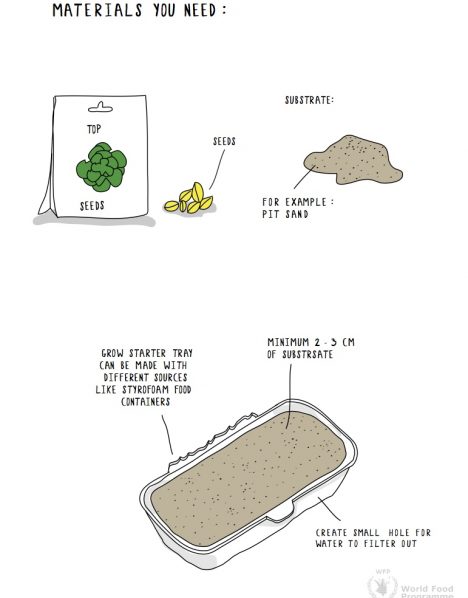 MATERIALS YOU NEED:
SUBSTRATE:
TOP
SEEDS
SEEDS
FOR EXAMPLE:
PIT SAND
GROW STARTER TRAY
CAN BE MADE WITH
DIFFERENT SOURCES
LIKE STYROFOAM FOOD
CONTAINERS
MINIMUM 2 - 3 CM
OF SUBSTRSATE
CREATE SMALL HOLE FOR
WATER TO FILTER OUT
WFP
World Food
Programme